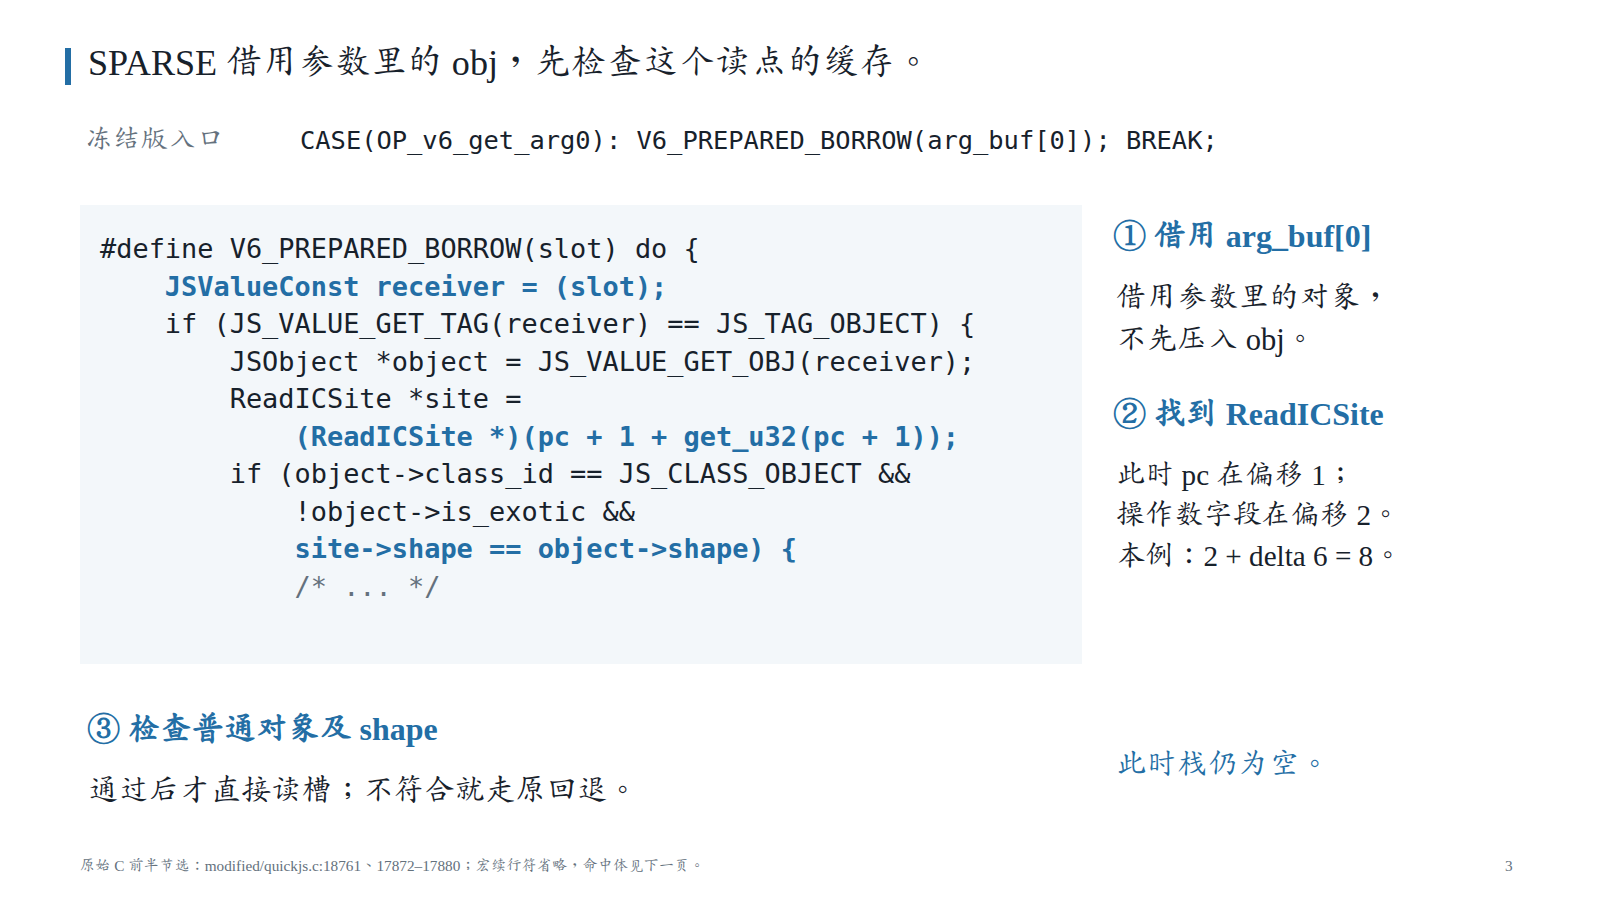 SPARSE 借用参数里的 obj，先检查这个读点的缓存。
冻结版入口
CASE(OP_v6_get_arg0): V6_PREPARED_BORROW(arg_buf[0]); BREAK;
#define V6_PREPARED_BORROW(slot) do {
    JSValueConst receiver = (slot);
    if (JS_VALUE_GET_TAG(receiver) == JS_TAG_OBJECT) {
        JSObject *object = JS_VALUE_GET_OBJ(receiver);
        ReadICSite *site =
            (ReadICSite *)(pc + 1 + get_u32(pc + 1));
        if (object->class_id == JS_CLASS_OBJECT &&
            !object->is_exotic &&
            site->shape == object->shape) {
            /* ... */
① 借用 arg_buf[0]
借用参数里的对象，
不先压入 obj。
② 找到 ReadICSite
此时 pc 在偏移 1；
操作数字段在偏移 2。
本例：2 + delta 6 = 8。
③ 检查普通对象及 shape
通过后才直接读槽；不符合就走原回退。
此时栈仍为空。
原始 C 前半节选：modified/quickjs.c:18761、17872–17880；宏续行符省略，命中体见下一页。
3